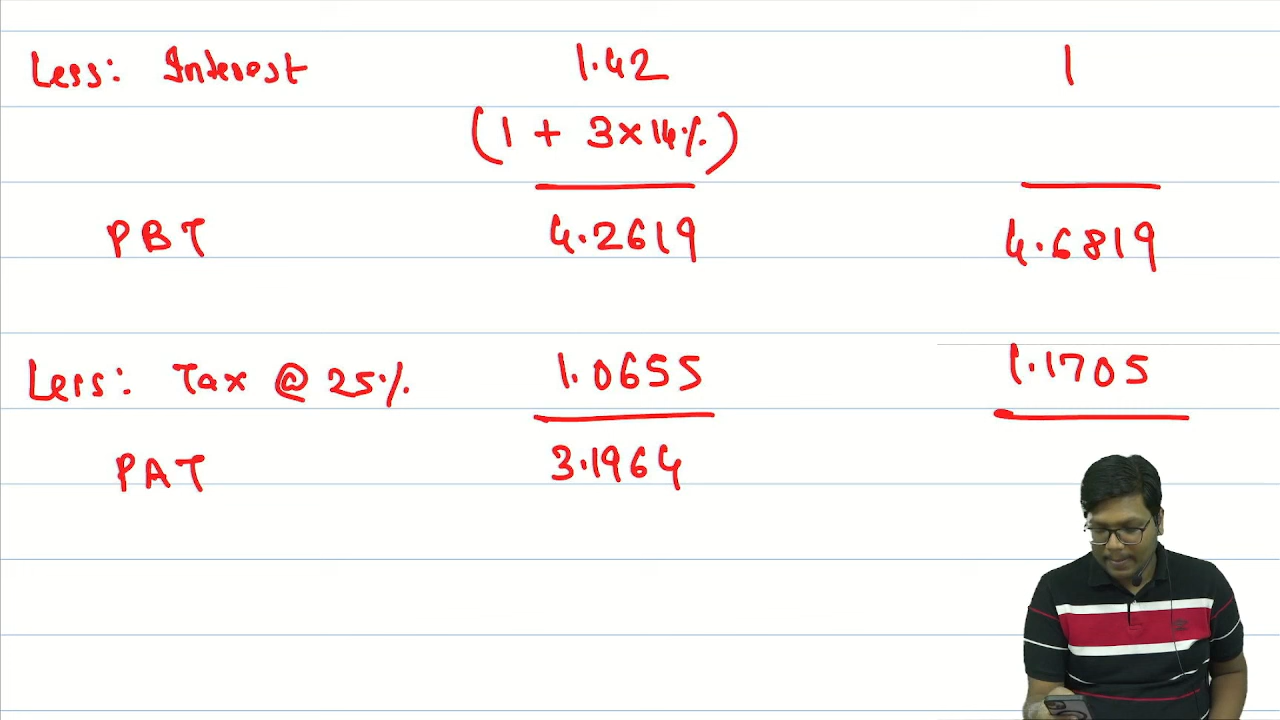 Less: Interest 1.42 1
(1 + 3×14%)
PBT 4.2619 4.6819
Less: Tax @ 25% 1.0655 1.1705
PAT 3.1964